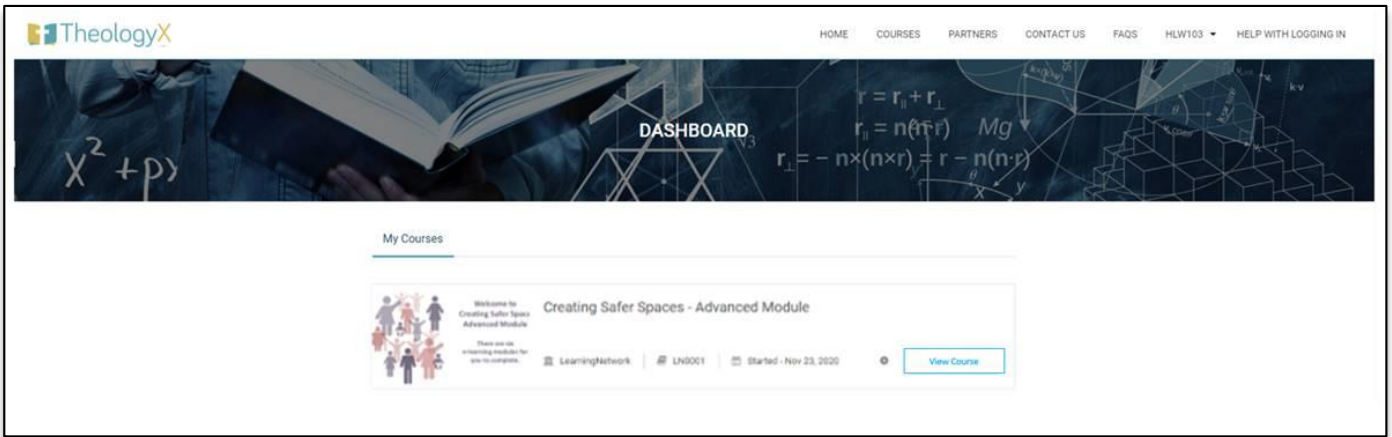 TheologyX
HOME COURSES PARTNERS CONTACT US FAQS HLW103 HELP WITH LOGGING IN
DASHBOARD
x² + p
r = r∥ + r⊥
r∥ = n(n·r) Mg
r⊥ = − n×(n×r) = r − n(n·r)
k·v
θ
x y
My Courses
Welcome to
Creating Safer Space
Advanced Module
There are six
e-learning modules for
you to complete.
Creating Safer Spaces - Advanced Module
LearningNetwork LN0001 Started - Nov 23, 2020 View Course